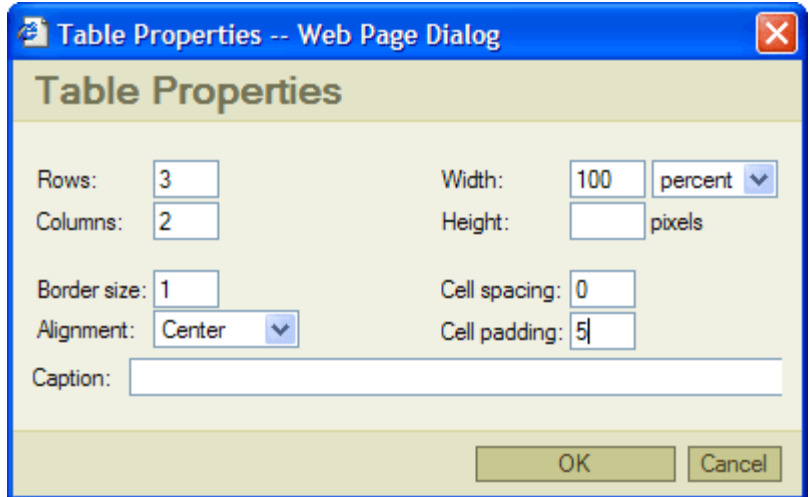 Table Properties -- Web Page Dialog
Table Properties
Rows: 3 Width: 100 percent
Columns: 2 Height: pixels
Border size: 1 Cell spacing: 0
Alignment: Center Cell padding: 5
Caption:
OK Cancel